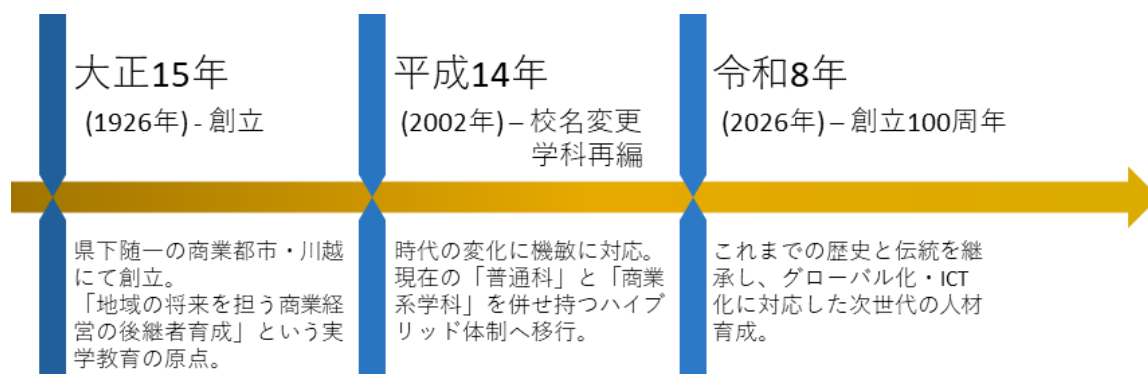 大正15年
(1926年) - 創立
県下随一の商業都市・川越
にて創立。
「地域の将来を担う商業経
営の後継者育成」という実
学教育の原点。
平成14年
(2002年) – 校名変更
学科再編
時代の変化に機敏に対応。
現在の「普通科」と「商業
系学科」を併せ持つハイブ
リッド体制へ移行。
令和8年
(2026年) – 創立100周年
これまでの歴史と伝統を継
承し、グローバル化・ICT
化に対応した次世代の人材
育成。